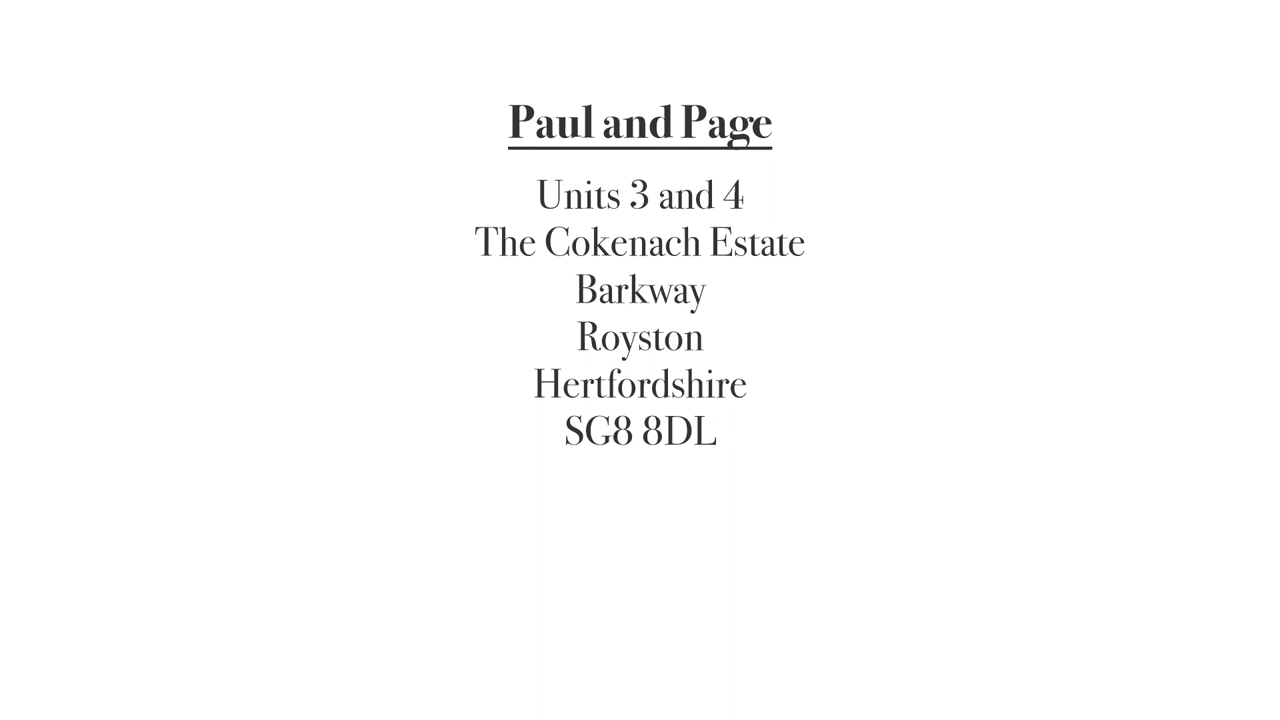 Paul and Page
Units 3 and 4
The Cokenach Estate
Barkway
Royston
Hertfordshire
SG8 8DL